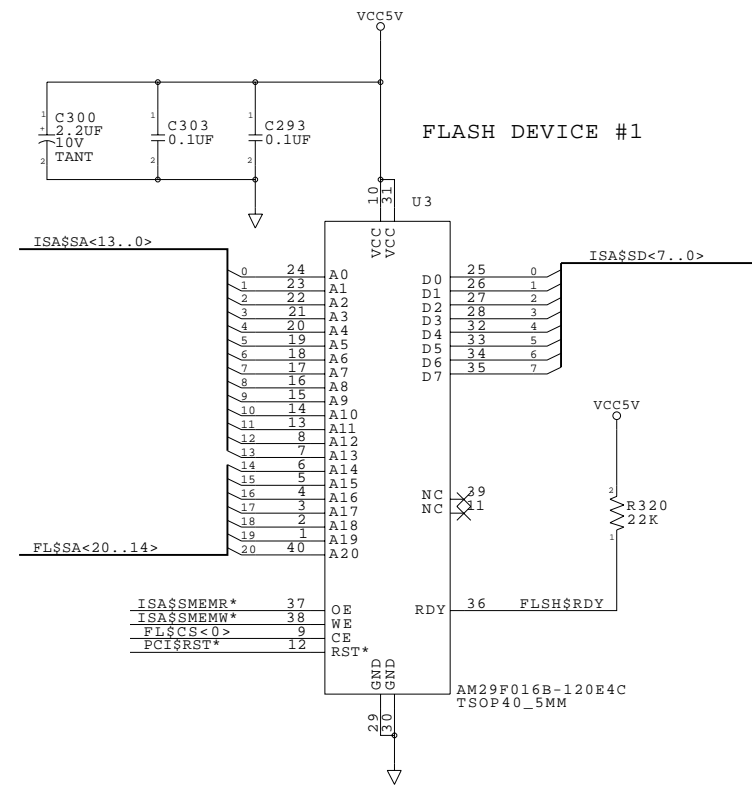 VCC5V
1 C300 1 C303 1 C293
+ 2.2UF 0.1UF 0.1UF
10V
2 TANT 2 2
FLASH DEVICE #1
10 31 U3
VCC VCC
ISA$SA<13..0>
ISA$SD<7..0>
0 24 A0
1 23 A1
2 22 A2
3 21 A3
4 20 A4
5 19 A5
6 18 A6
7 17 A7
8 16 A8
9 15 A9
10 14 A10
11 13 A11
12 8 A12
13 7 A13
14 6 A14
15 5 A15
16 4 A16
17 3 A17
18 2 A18
19 1 A19
20 40 A20
FL$SA<20..14>
D0 25 0
D1 26 1
D2 27 2
D3 28 3
D4 32 4
D5 33 5
D6 34 6
D7 35 7
VCC5V
2 R320
22K
1
NC 39
NC 11
ISA$SMEMR* 37 OE
ISA$SMEMW* 38 WE
FL$CS<0> 9 CE
PCI$RST* 12 RST*
RDY 36 FLSH$RDY
GND GND
29 30
AM29F016B-120E4C
TSOP40_5MM